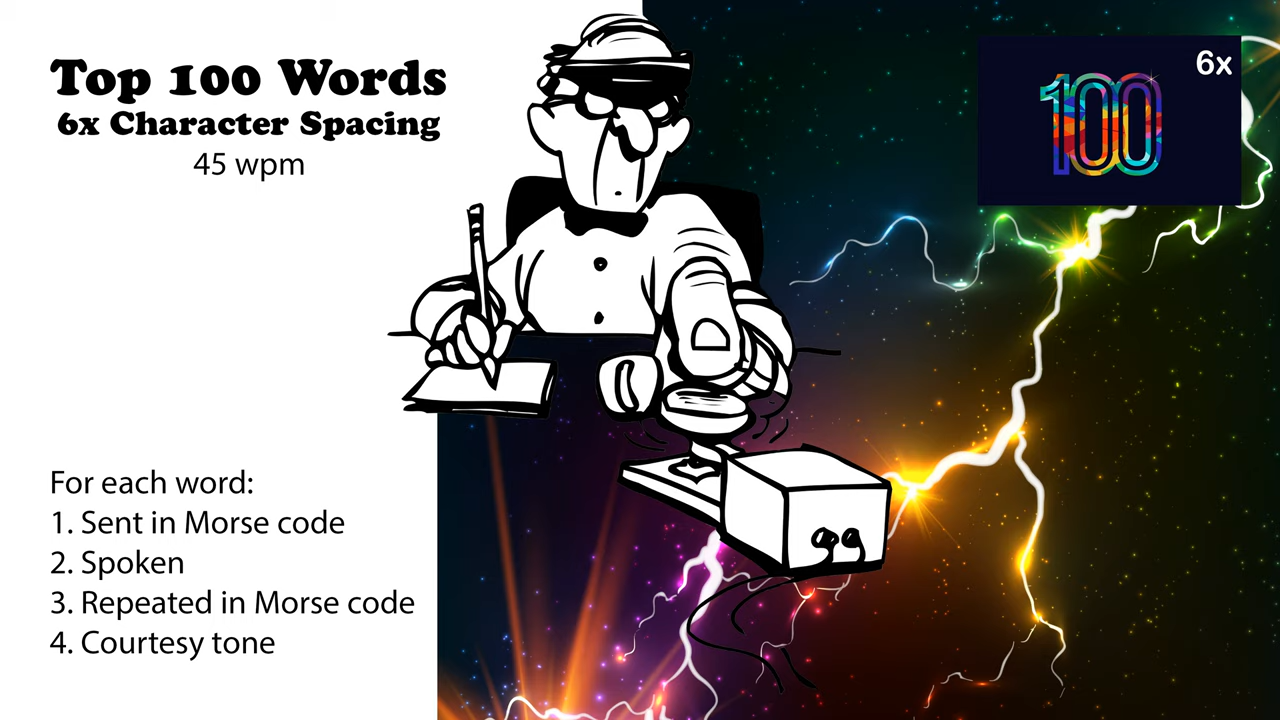 Top 100 Words
6x Character Spacing
45 wpm
6x
100
For each word:
1. Sent in Morse code
2. Spoken
3. Repeated in Morse code
4. Courtesy tone